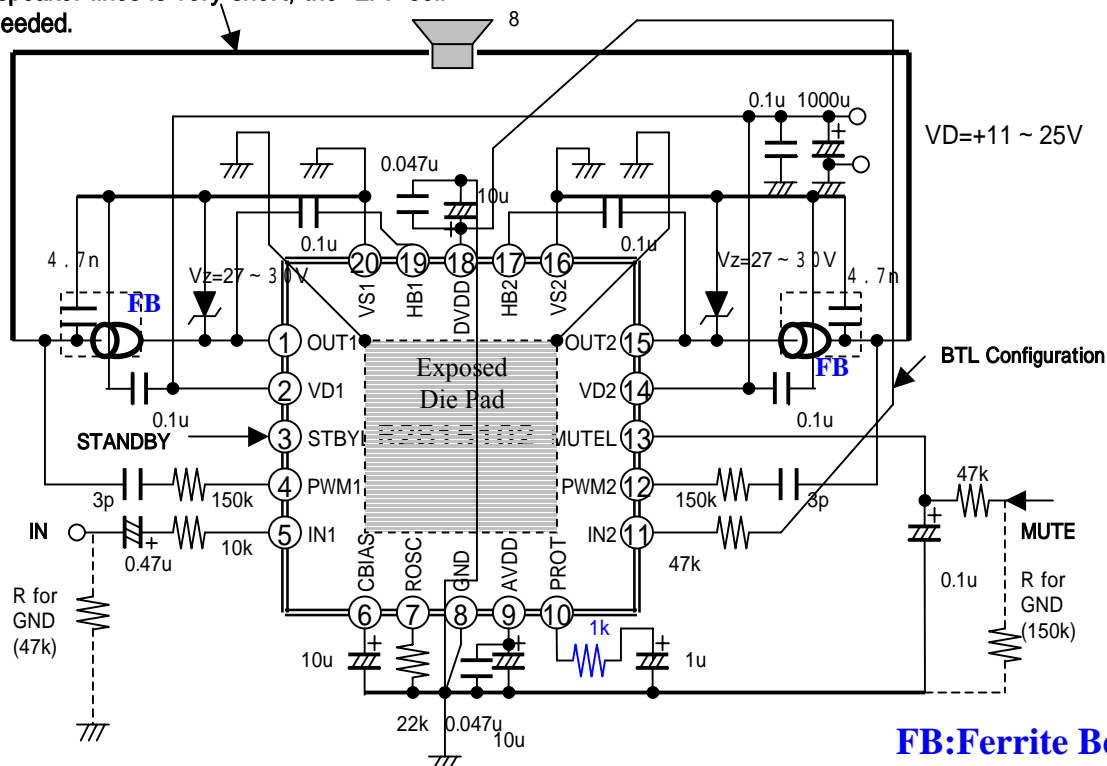 eeded.
8
0.1u 1000u
VD=+11 ~ 25V
0.047u
10u
0.1u
0.1u
4.7n
Vz=27~30V
Vz=27~30V
4.7n
FB
FB
20 19 18 17 16
VS1
HB1
DVDD
HB2
VS2
1 OUT1
OUT2 15
Exposed
Die Pad
BTL Configuration
2 VD1
VD2 14
0.1u
0.1u
STANDBY
3
MUTEL 13
4 PWM1
PWM2 12
3p
150k
150k
3p
47k
IN
5 IN1
IN2 11
0.47u
10k
47k
MUTE
CBIAS
ROSC
GND
AVDD
PROT
0.1u
R for
GND
(47k)
R for
GND
(150k)
6 7 8 9 10
1k
10u
1u
22k
0.047u
10u